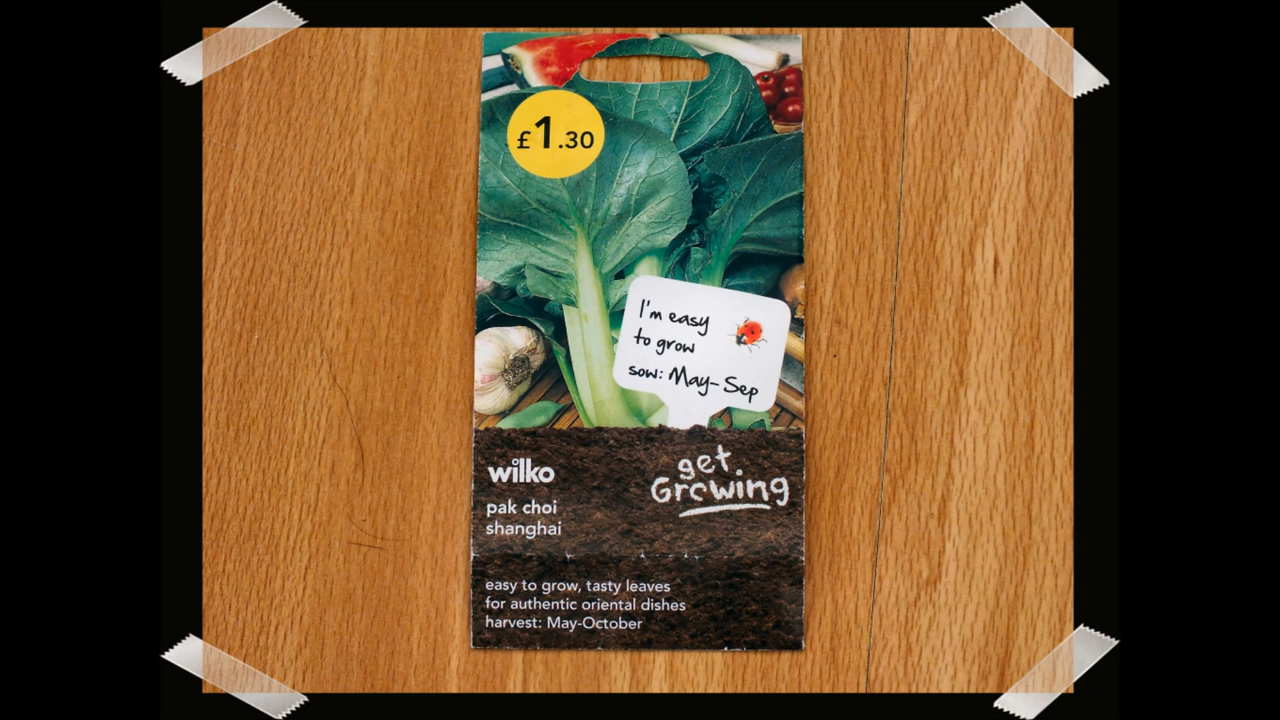 £1.30
I'm easy
to grow
sow: May-Sep
wilko
get
Growing
pak choi
shanghai
easy to grow, tasty leaves
for authentic oriental dishes
harvest: May-October